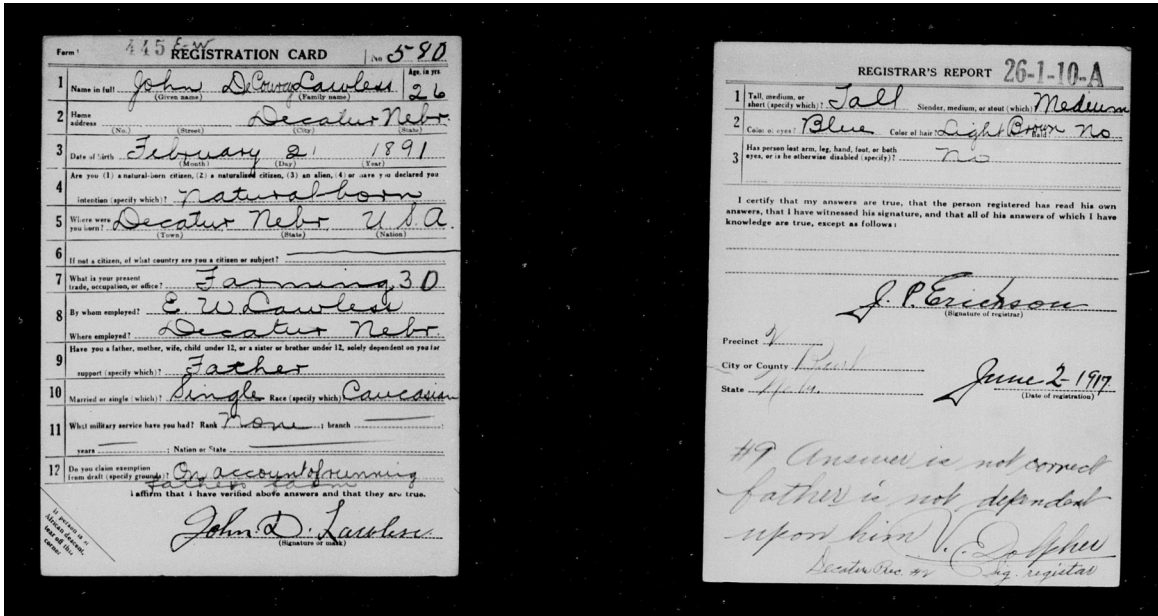 Form 1 445 E-W REGISTRATION CARD No 580
1 Name in full John DeCourcy Lawless Age, in yrs 26
(Given name) (Family name)
2 Home address Decatur Nebr.
(No.) (Street) (City) (State)
3 Date of birth February 2 1891
(Month) (Day) (Year)
4 Are you (1) a natural-born citizen, (2) a naturalized citizen, (3) an alien, (4) or have you declared your
intention (specify which)? Natural born
5 Where were you born? Decatur Nebr. U.S.A.
(Town) (State) (Nation)
6 If not a citizen, of what country are you a citizen or subject?
7 What is your present trade, occupation, or office? Farming 30
8 By whom employed? E. W. Lawless
Where employed? Decatur Nebr.
9 Have you a father, mother, wife, child under 12, or a sister or brother under 12, solely dependent on you for
support (specify which)? Father
10 Married or single (which)? Single Race (specify which) Caucasian
11 What military service have you had? Rank None ; branch
years ; Nation or State
12 Do you claim exemption from draft (specify grounds)? On account of running
fathers farm
I affirm that I have verified above answers and that they are true.
John D. Lawless
(Signature or mark)
If person is of
African descent,
tear off this
corner
REGISTRAR'S REPORT 26-1-10-A
1 Tall, medium, or short (specify which)? Tall Slender, medium, or stout (which) Medium
2 Color of eyes? Blue Color of hair? Light Brown Bald? No
3 Has person lost arm, leg, hand, foot, or both
eyes, or is he otherwise disabled (specify)? No
I certify that my answers are true, that the person registered has read his own
answers, that I have witnessed his signature, and that all of his answers of which I have
knowledge are true, except as follows:
J. P. Erickson
(Signature of registrar)
Precinct 2
City or County Burt
State Nebr.
June 2-1917
(Date of registration)
#9 Answer is not correct
father is not dependent
upon him V. C. Dolpher
Decatur Prec. #2 Sig. registar